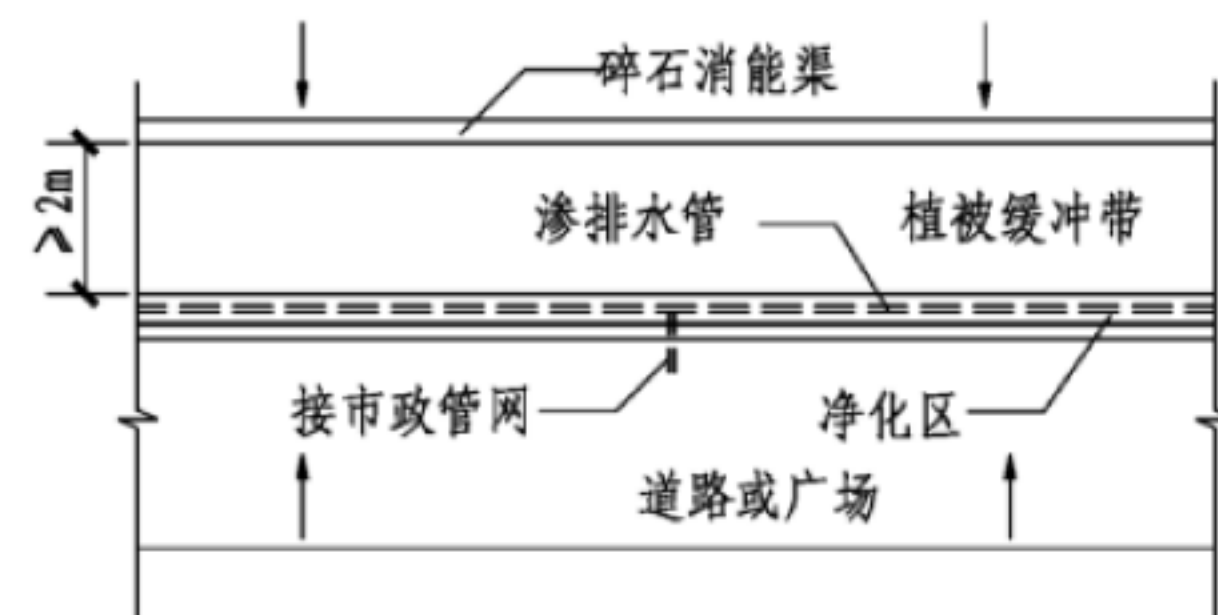 碎石消能渠
>2m
渗排水管
植被缓冲带
接市政管网
净化区
道路或广场